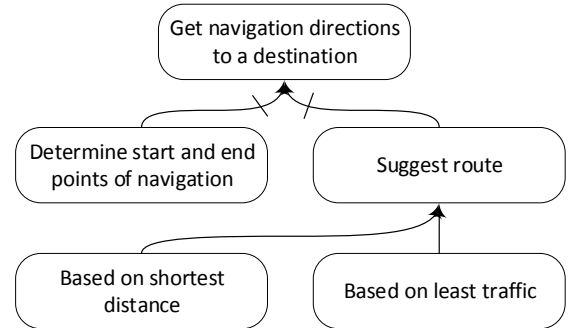 Get navigation directions
to a destination
Determine start and end
points of navigation
Suggest route
Based on shortest
distance
Based on least traffic